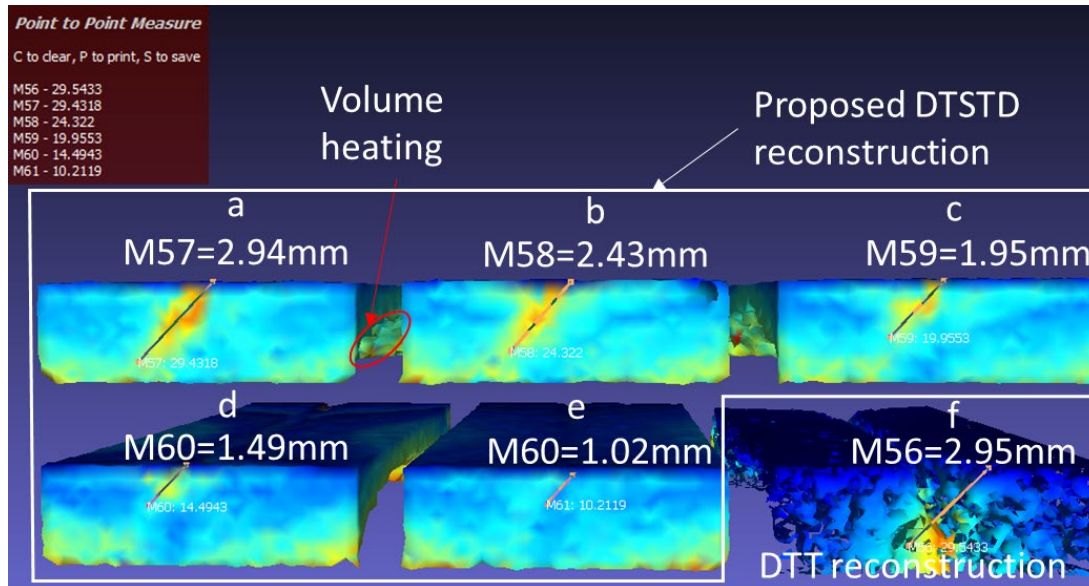 Point to Point Measure
C to clear, P to print, S to save
M56 - 29.5433
M57 - 29.4318
M58 - 24.322
M59 - 19.9553
M60 - 14.4943
M61 - 10.2119
Volume
heating
Proposed DTSTD
reconstruction
a
M57=2.94mm
b
M58=2.43mm
c
M59=1.95mm
M57: 29.4318
M58: 24.322
M59: 19.9553
d
M60=1.49mm
e
M60=1.02mm
f
M56=2.95mm
M60: 14.4943
M61: 10.2119
M56: 29.5433
DTT reconstruction